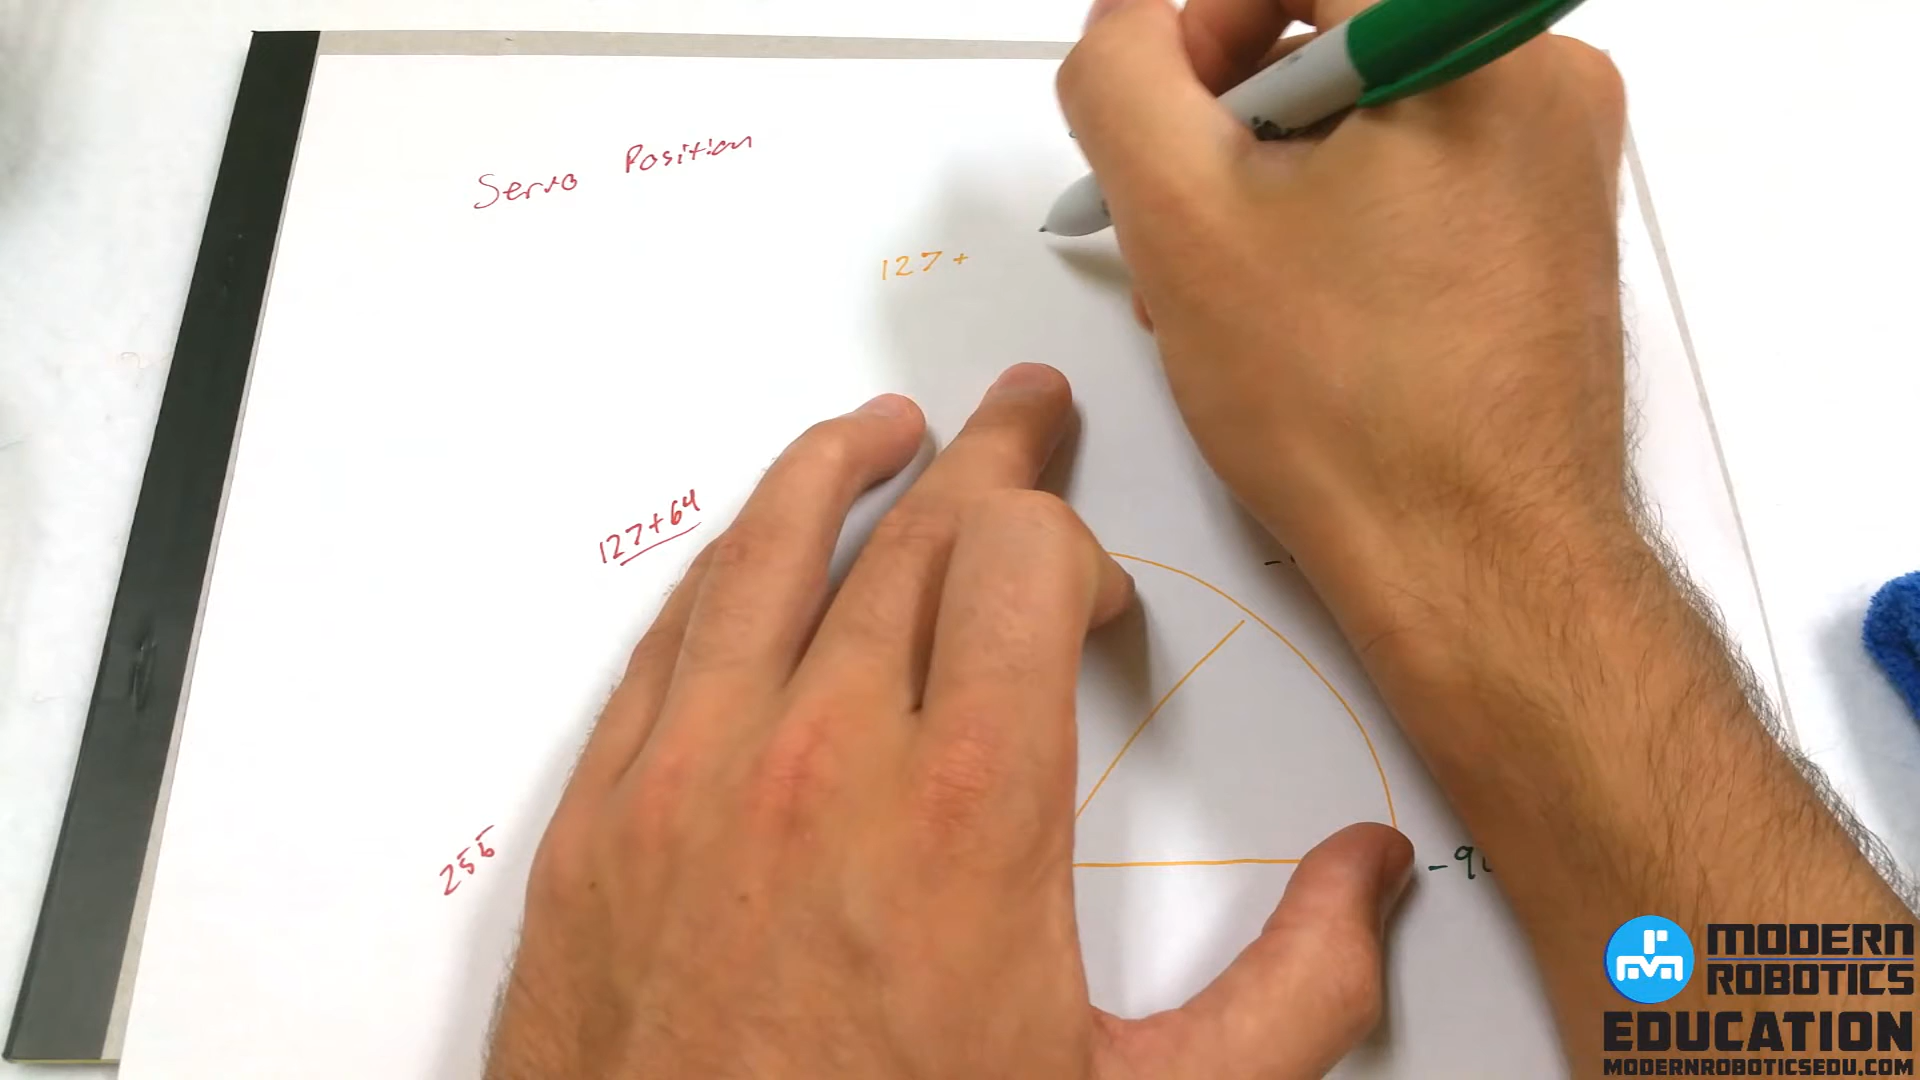 Servo Position
127+
127+64
256
MODERN
ROBOTICS
EDUCATION
MODERNROBOTICSEDU.COM